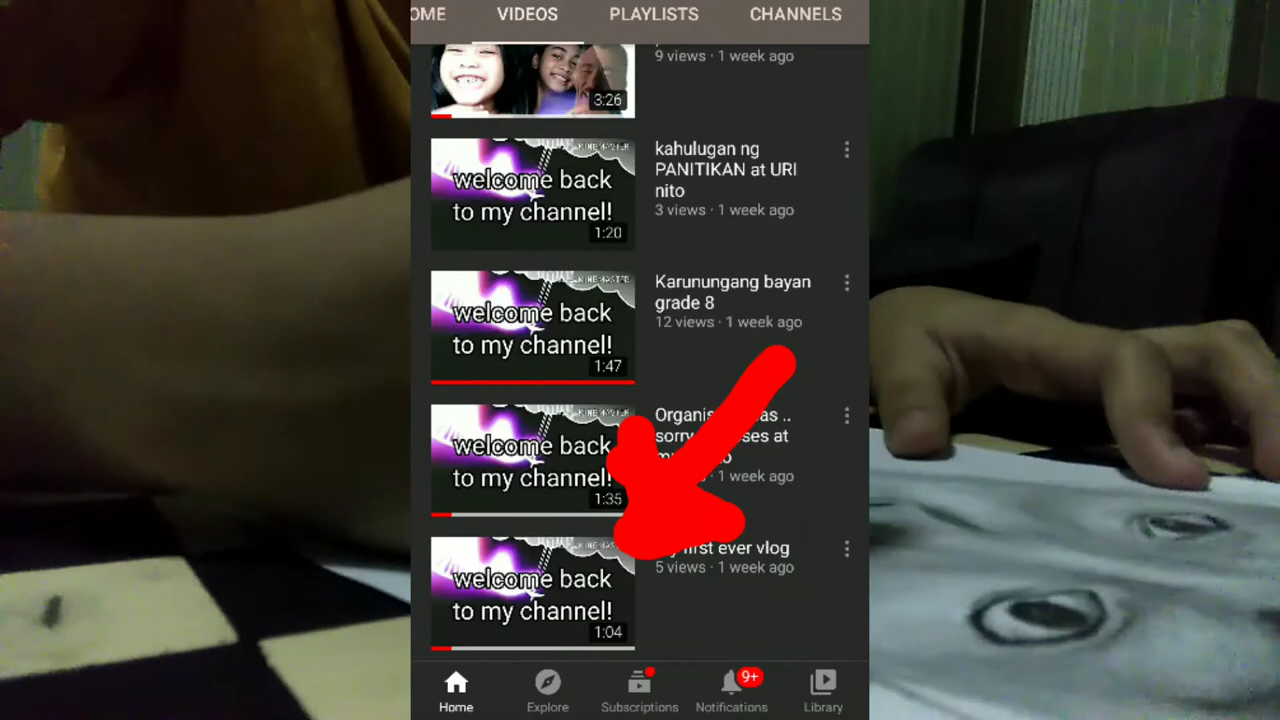 OME VIDEOS PLAYLISTS CHANNELS
9 views · 1 week ago
3:26
KINEMASTER
welcome back
to my channel!
1:20
kahulugan ng
PANITIKAN at URI
nito
3 views · 1 week ago
KINEMASTER
welcome back
to my channel!
1:47
Karunungang bayan
grade 8
12 views · 1 week ago
KINEMASTER
welcome back
to my channel!
1:35
as ..
sorry
at
1 week ago
welcome back
to my channel!
1:04
first ever vlog
5 views · 1 week ago
9+
Home Explore Subscriptions Notifications Library